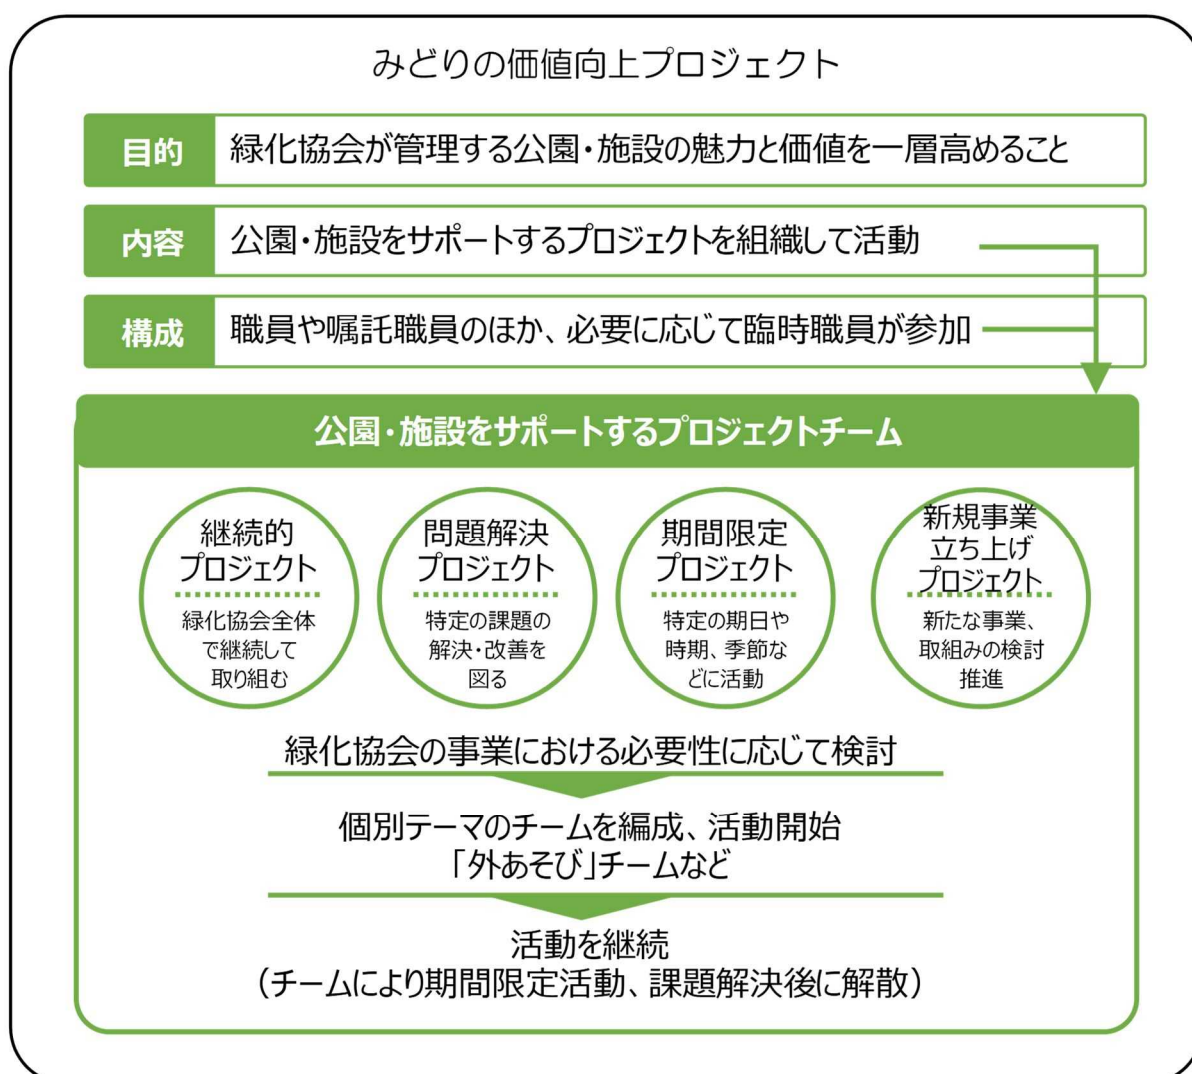 みどりの価値向上プロジェクト
目的
緑化協会が管理する公園・施設の魅力と価値を一層高めること
内容
公園・施設をサポートするプロジェクトを組織して活動
構成
職員や嘱託職員のほか、必要に応じて臨時職員が参加
公園・施設をサポートするプロジェクトチーム
継続的
プロジェクト
緑化協会全体
で継続して
取り組む
問題解決
プロジェクト
特定の課題の
解決・改善を
図る
期間限定
プロジェクト
特定の期日や
時期、季節な
どに活動
新規事業
立ち上げ
プロジェクト
新たな事業、
取組みの検討
推進
緑化協会の事業における必要性に応じて検討
個別テーマのチームを編成、活動開始
「外あそび」チームなど
活動を継続
（チームにより期間限定活動、課題解決後に解散）